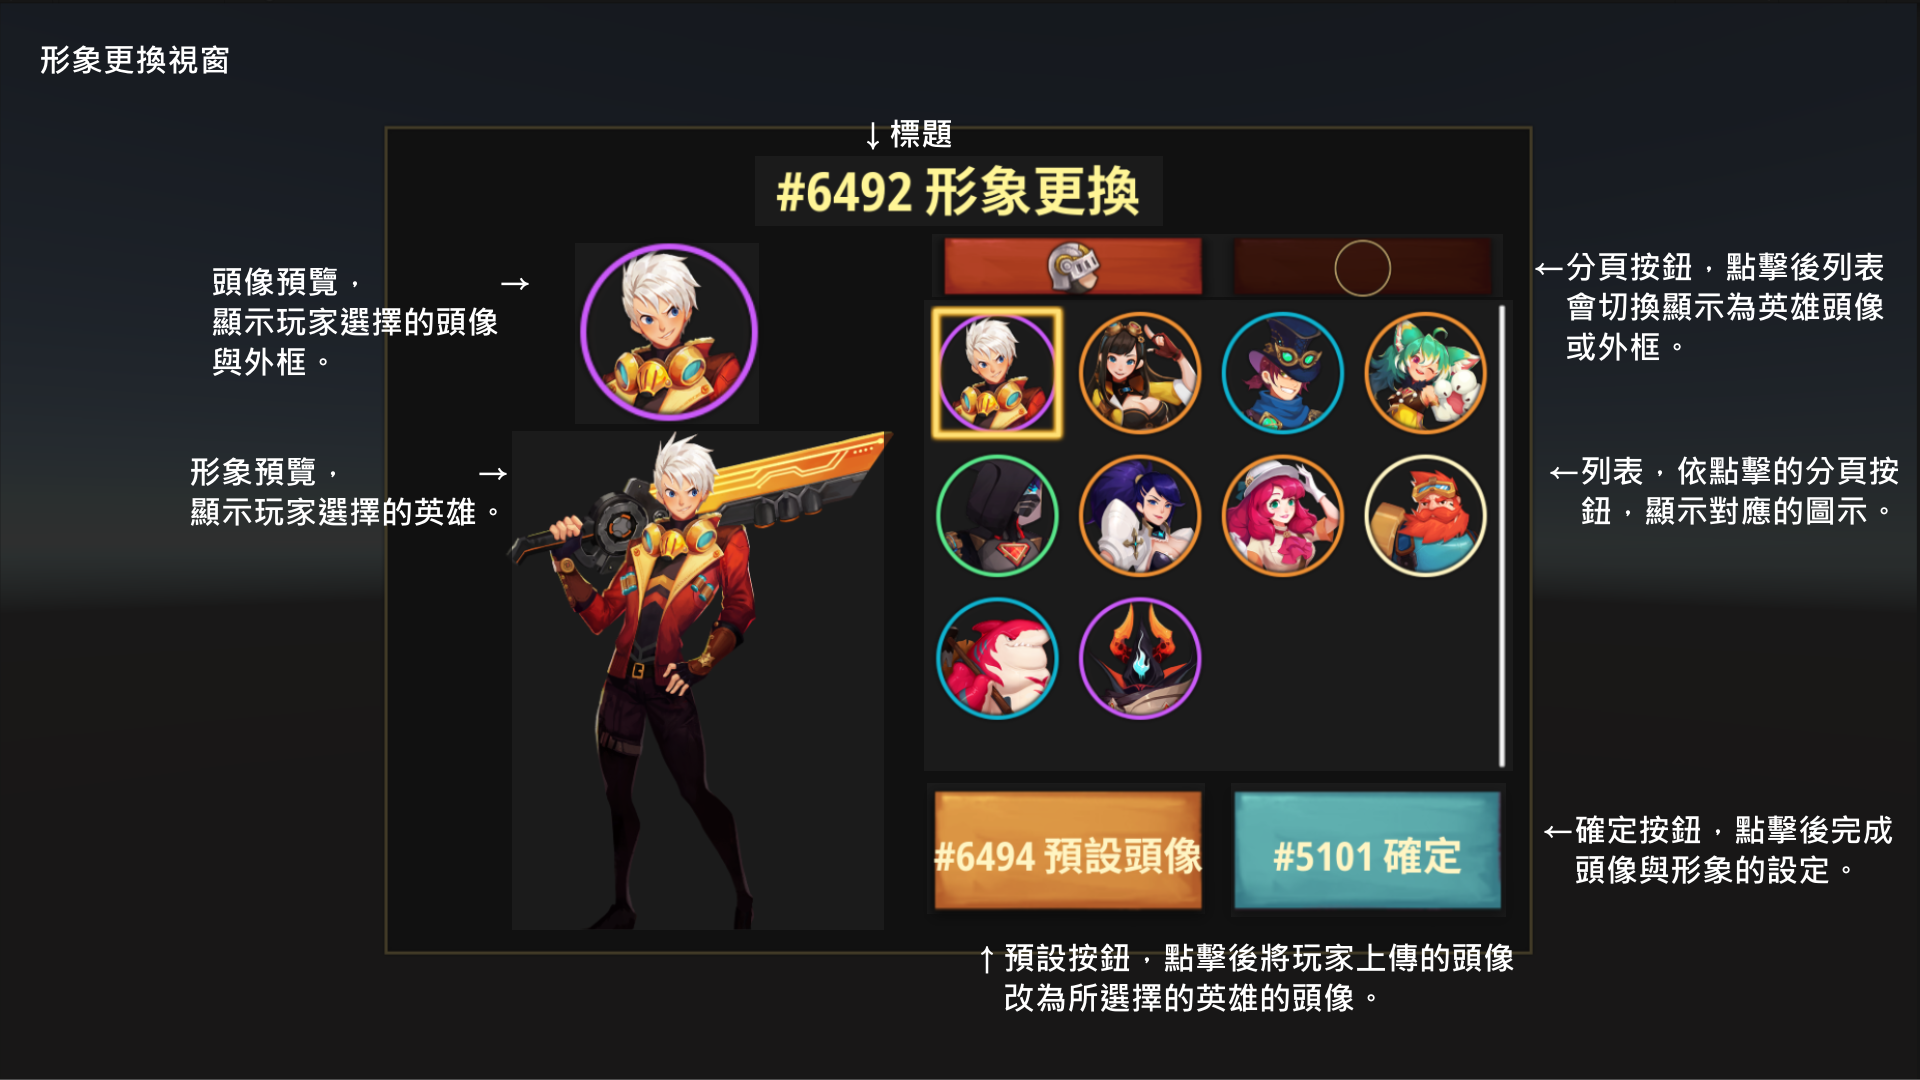 形象更換視窗
↓標題
#6492 形象更換
頭像預覽， →
顯示玩家選擇的頭像
與外框。
←分頁按鈕，點擊後列表
會切換顯示為英雄頭像
或外框。
形象預覽， →
顯示玩家選擇的英雄。
←列表，依點擊的分頁按
鈕，顯示對應的圖示。
#6494 預設頭像
#5101 確定
←確定按鈕，點擊後完成
頭像與形象的設定。
↑預設按鈕，點擊後將玩家上傳的頭像
改為所選擇的英雄的頭像。